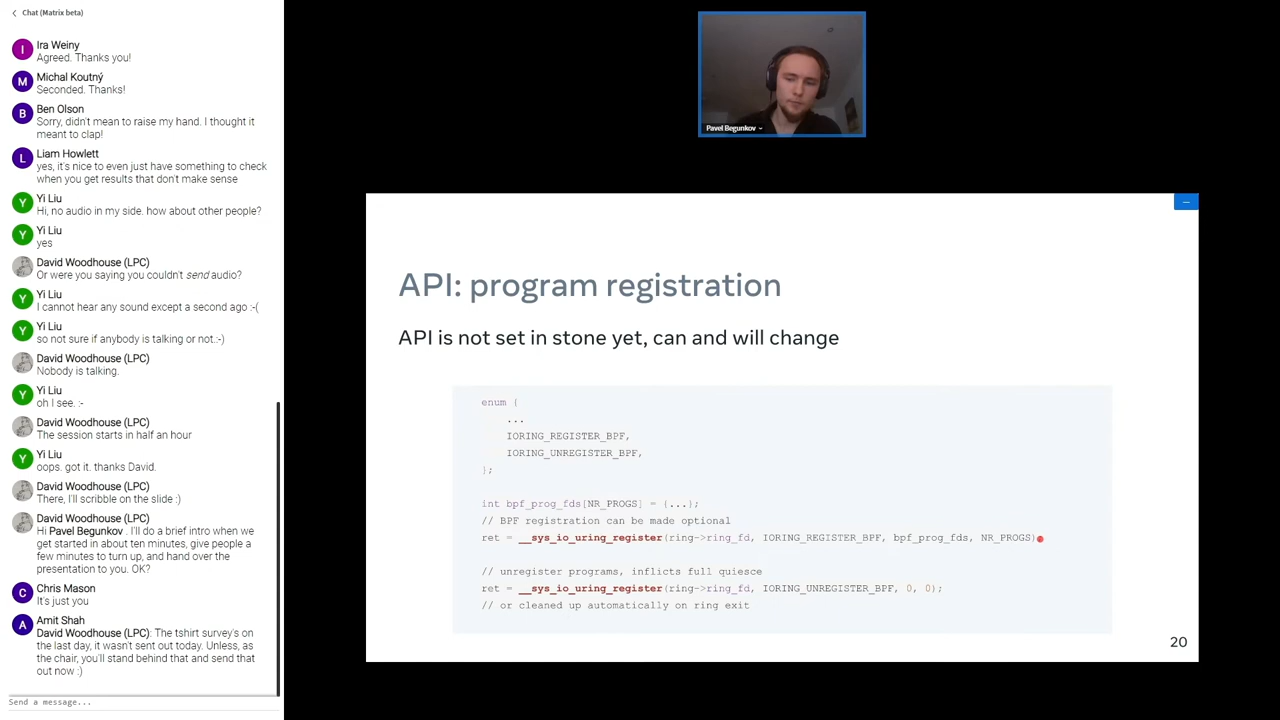 Chat (Matrix beta)
Ira Weiny
Agreed. Thank you!
Michal Koutný
Seconded. Thanks!
Ben Olson
Sorry, didn't mean to raise my hand. I thought it
meant to clap!
Liam Howlett
yes, it's nice to even just have something to check
when you get results that don't make sense
Yi Liu
Hi, no audio in my side. how about other people?
Yi Liu
yes
David Woodhouse (LPC)
Or were you saying you couldn't send audio?
Yi Liu
I cannot hear any sound except a second ago :-(
Yi Liu
so not sure if anybody is talking or not.:-)
David Woodhouse (LPC)
Nobody is talking.
Yi Liu
oh I see. :-
David Woodhouse (LPC)
The session starts in half an hour
Yi Liu
oops. got it. thanks David.
David Woodhouse (LPC)
There, I'll scribble on the slide :)
David Woodhouse (LPC)
Hi Pavel Begunkov . I'll do a brief intro when we
get started in about ten minutes, give people a
few minutes to turn up, and hand over the
presentation to you. OK?
Chris Mason
It's just you
Amit Shah
David Woodhouse (LPC): The tshirt survey's on
the last day, it wasn't sent out today. Unless, as
the chair, you'll stand behind that and send that
out now :)
Send a message...
Pavel Begunkov
API: program registration
API is not set in stone yet, can and will change
enum {
...
IORING_REGISTER_BPF,
IORING_UNREGISTER_BPF,
};
int bpf_prog_fds[NR_PROGS] = {...};
// BPF registration can be made optional
ret = __sys_io_uring_register(ring->ring_fd, IORING_REGISTER_BPF, bpf_prog_fds, NR_PROGS)
// unregister programs, inflicts full quiesce
ret = __sys_io_uring_register(ring->ring_fd, IORING_UNREGISTER_BPF, 0, 0);
// or cleaned up automatically on ring exit
20